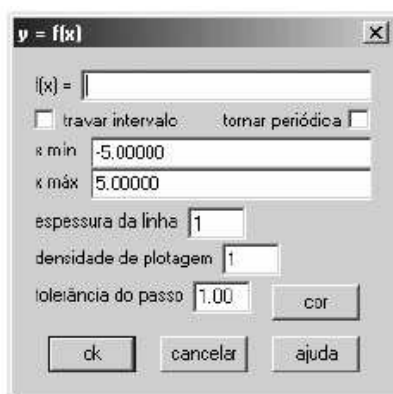 y = f(x)
f(x) =
travar intervalo tornar periódica
x mín -5.00000
x máx 5.00000
espessura da linha 1
densidade de plotagem 1
tolerância do passo 1.00 cor
ok cancelar ajuda